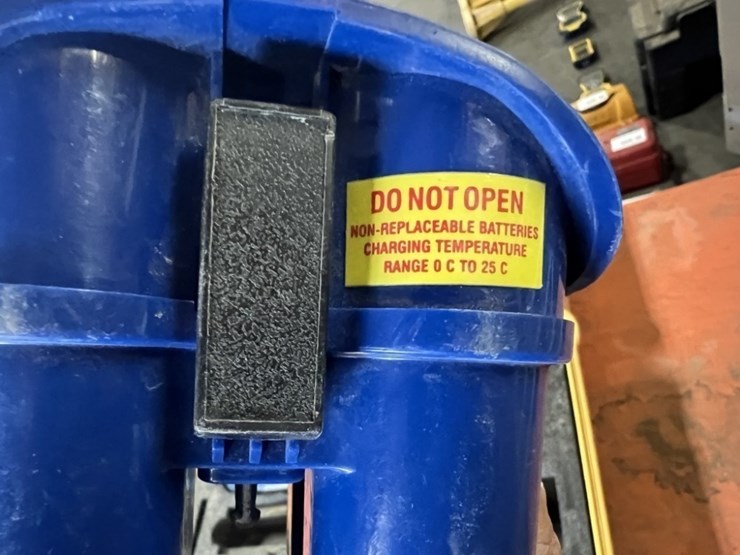 DO NOT OPEN
NON-REPLACEABLE BATTERIES
CHARGING TEMPERATURE
RANGE 0 C TO 25 C